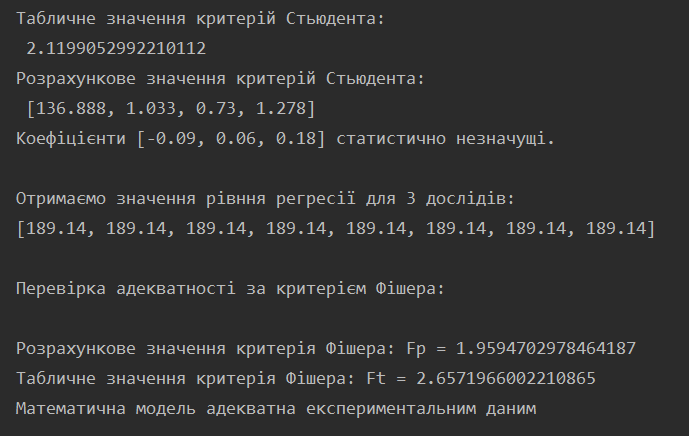 Табличне значення критерій Стьюдента:
2.1199052992210112
Розрахункове значення критерій Стьюдента:
[136.888, 1.033, 0.73, 1.278]
Коефіцієнти [-0.09, 0.06, 0.18] статистично незначущі.
Отримаємо значення рівння регресії для 3 дослідів:
[189.14, 189.14, 189.14, 189.14, 189.14, 189.14, 189.14, 189.14]
Перевірка адекватності за критерієм Фішера:
Розрахункове значення критерія Фішера: Fp = 1.9594702978464187
Табличне значення критерія Фішера: Ft = 2.6571966002210865
Математична модель адекватна експериментальним даним